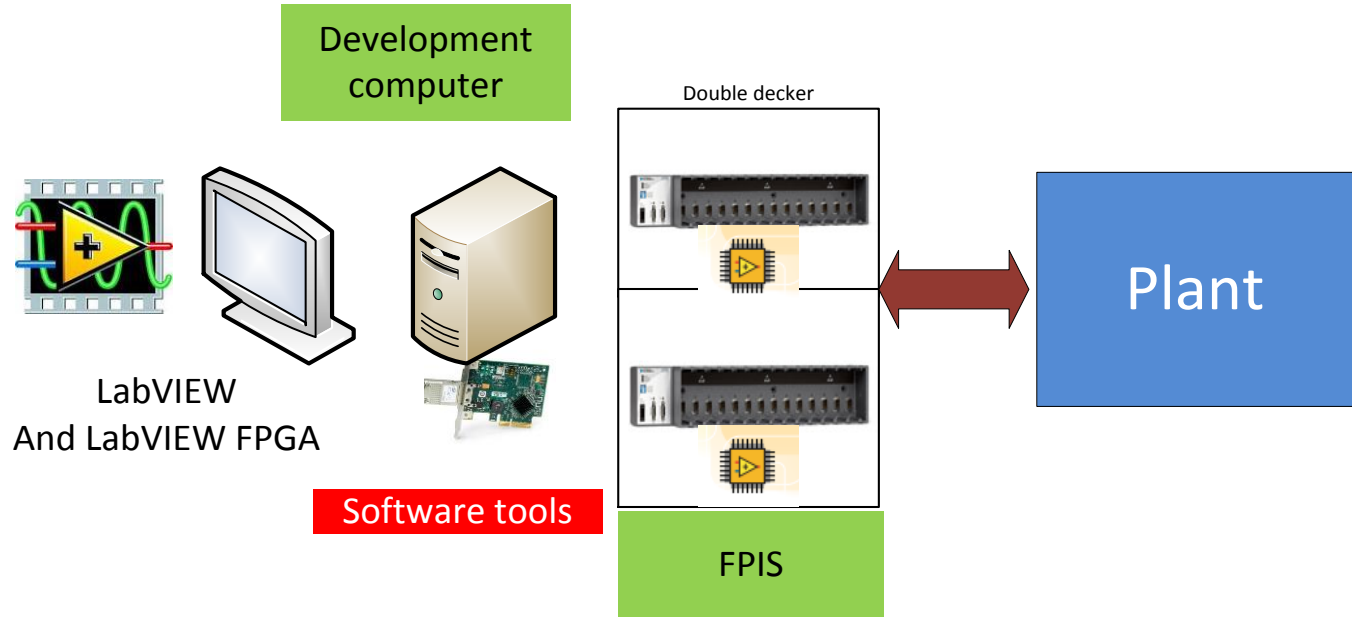 Development
computer
Double decker
LabVIEW
And LabVIEW FPGA
Software tools
FPIS
Plant